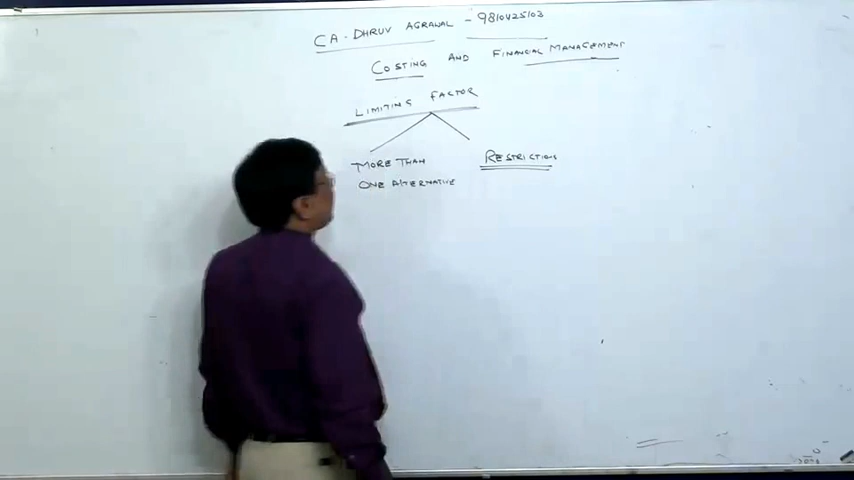 CA. DHRUV AGRAWAL - 9810425103
COSTING AND FINANCIAL MANAGEMENT
LIMITING FACTOR
MORE THAN
ONE ALTERNATIVE
RESTRICTIONS